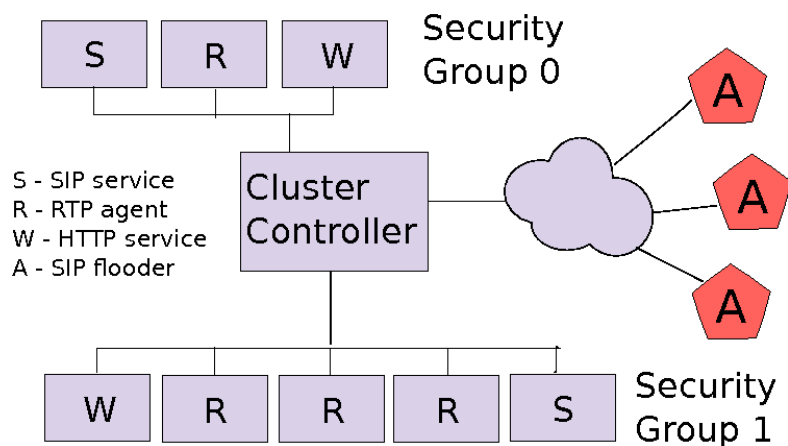 S
R
W
Security
Group 0
A
S - SIP service
R - RTP agent
W - HTTP service
A - SIP flooder
Cluster
Controller
A
A
W
R
R
R
S
Security
Group 1